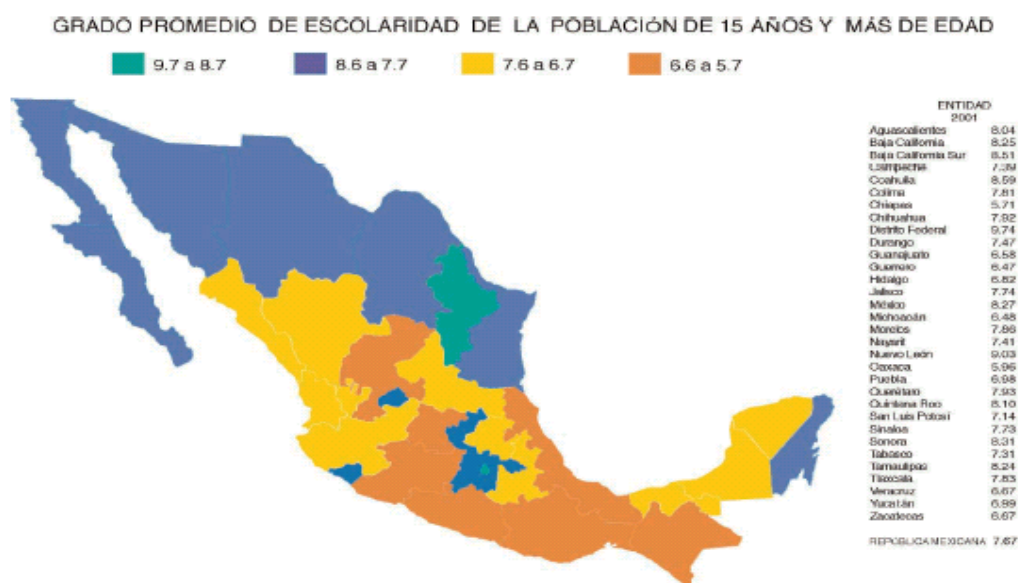 GRADO PROMEDIO DE ESCOLARIDAD DE LA POBLACIÓN DE 15 AÑOS Y MÁS DE EDAD
9.7 a 8.7 8.6 a 7.7 7.6 a 6.7 6.6 a 5.7
ENTIDAD
2001
Aguascalientes 8.04
Baja California 8.25
Baja California Sur 8.51
Campeche 7.39
Coahuila 8.59
Colima 7.81
Chiapas 5.71
Chihuahua 7.92
Distrito Federal 9.74
Durango 7.47
Guanajuato 6.58
Guerrero 6.47
Hidalgo 6.82
Jalisco 7.74
México 8.27
Michoacán 6.48
Morelos 7.86
Nayarit 7.41
Nuevo León 9.03
Oaxaca 5.96
Puebla 6.98
Querétaro 7.93
Quintana Roo 8.10
San Luis Potosí 7.14
Sinaloa 7.73
Sonora 8.31
Tabasco 7.31
Tamaulipas 8.24
Tlaxcala 7.83
Veracruz 6.67
Yucatán 6.99
Zacatecas 6.67
REPÚBLICA MEXICANA 7.67